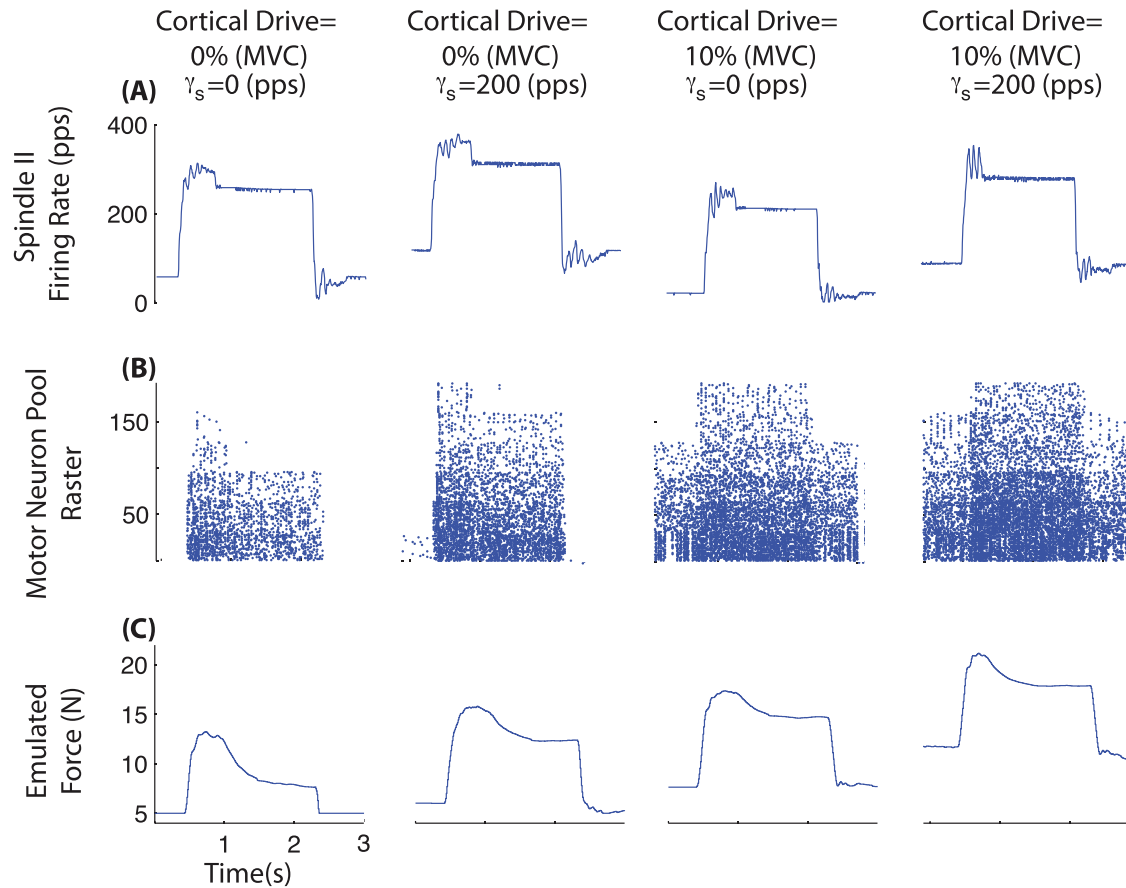 Cortical Drive=
0% (MVC)
γs=0 (pps)
Cortical Drive=
0% (MVC)
γs=200 (pps)
Cortical Drive=
10% (MVC)
γs=0 (pps)
Cortical Drive=
10% (MVC)
γs=200 (pps)
(A)
Spindle II
Firing Rate (pps)
400
200
0
(B)
Motor Neuron Pool
Raster
150
50
(C)
Emulated
Force (N)
20
15
10
5
1 2 3
Time(s)